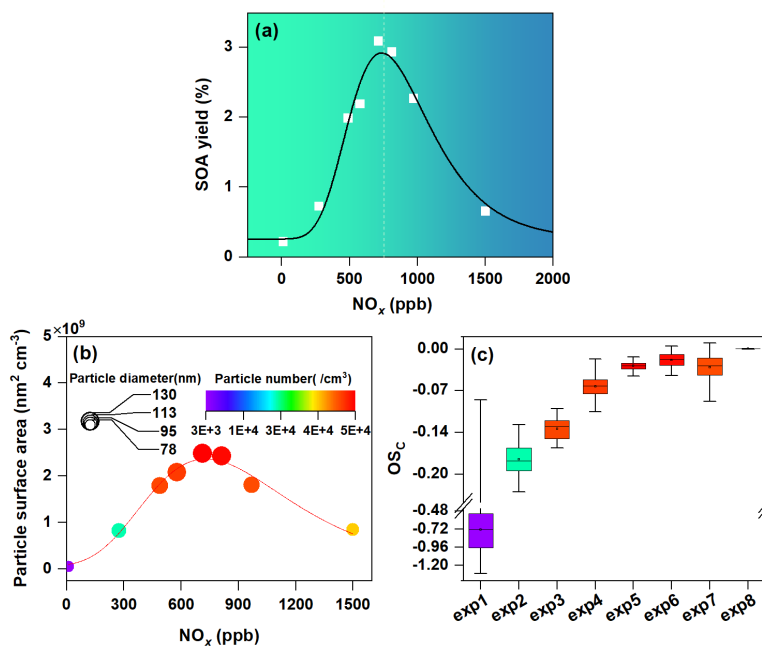 (a)
SOA yield (%)
3
2
1
0
0
500
1000
1500
2000
NOx (ppb)
(b)
Particle surface area (nm² cm⁻³)
5×10⁹
4
3
2
1
0
Particle diameter(nm)
130
113
95
78
Particle number( /cm³)
3E+3 1E+4 3E+4 4E+4 5E+4
0 300 600 900 1200 1500
NOx (ppb)
(c)
OSC
0.00
-0.07
-0.14
-0.20
-0.48
-0.72
-0.96
-1.20
exp1 exp2 exp3 exp4 exp5 exp6 exp7 exp8